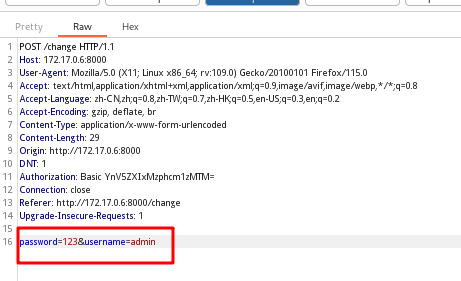 Pretty Raw Hex
1 POST /change HTTP/1.1
2 Host: 172.17.0.6:8000
3 User-Agent: Mozilla/5.0 (X11; Linux x86_64; rv:109.0) Gecko/20100101 Firefox/115.0
4 Accept: text/html,application/xhtml+xml,application/xml;q=0.9,image/avif,image/webp,*/*;q=0.8
5 Accept-Language: zh-CN,zh;q=0.8,zh-TW;q=0.7,zh-HK;q=0.5,en-US;q=0.3,en;q=0.2
6 Accept-Encoding: gzip, deflate, br
7 Content-Type: application/x-www-form-urlencoded
8 Content-Length: 29
9 Origin: http://172.17.0.6:8000
10 DNT: 1
11 Authorization: Basic YnV5ZXIxMzphcm1zMTM=
12 Connection: close
13 Referer: http://172.17.0.6:8000/change
14 Upgrade-Insecure-Requests: 1
15
16 password=123&username=admin